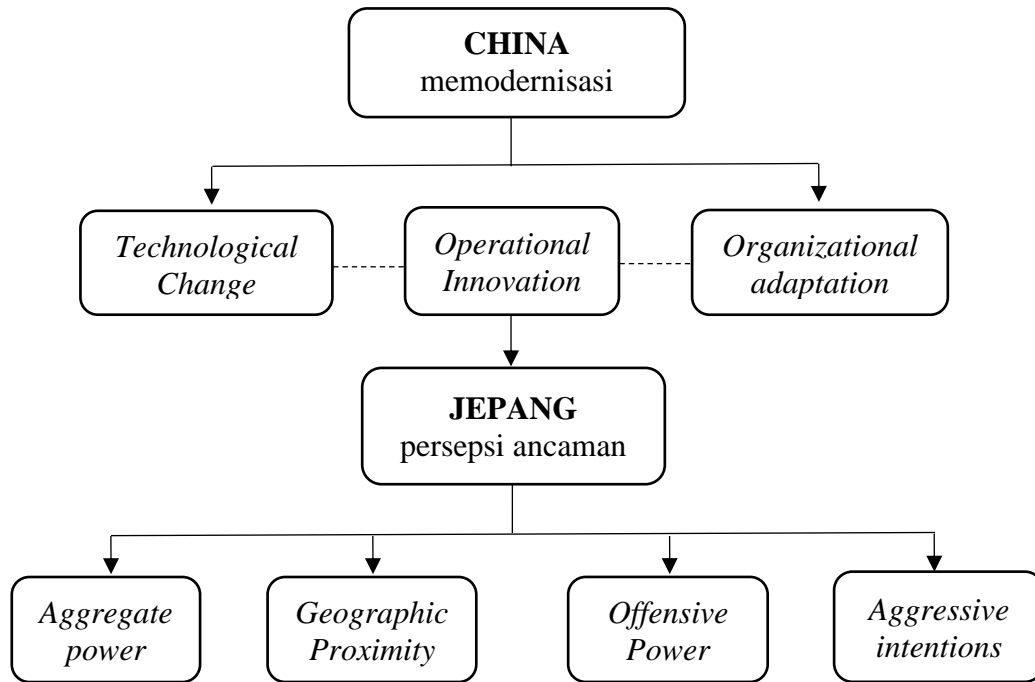 CHINA
memodernisasi
Technological
Change
Operational
Innovation
Organizational
adaptation
JEPANG
persepsi ancaman
Aggregate
power
Geographic
Proximity
Offensive
Power
Aggressive
intentions